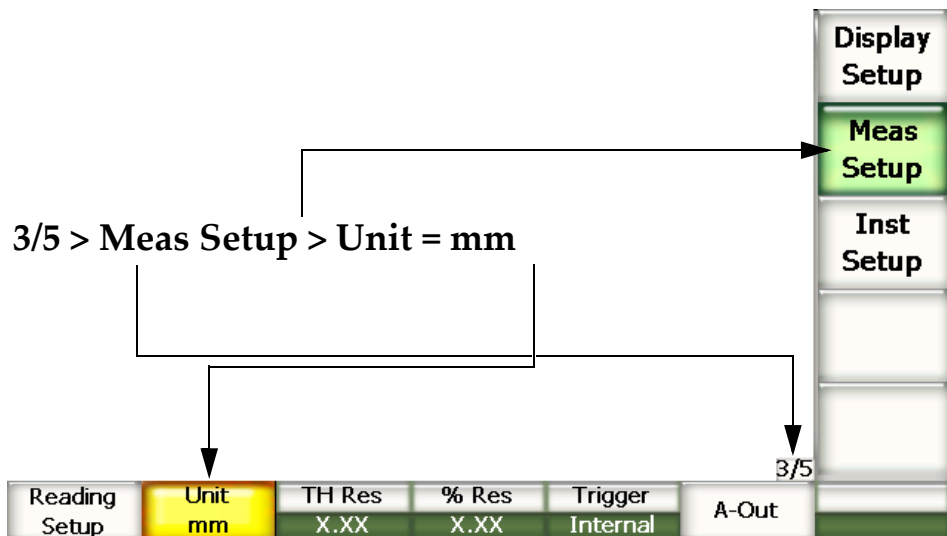 Display
Setup
Meas
Setup
3/5 > Meas Setup > Unit = mm
Inst
Setup
3/5
Reading
Setup
Unit
mm
TH Res
X.XX
% Res
X.XX
Trigger
Internal
A-Out